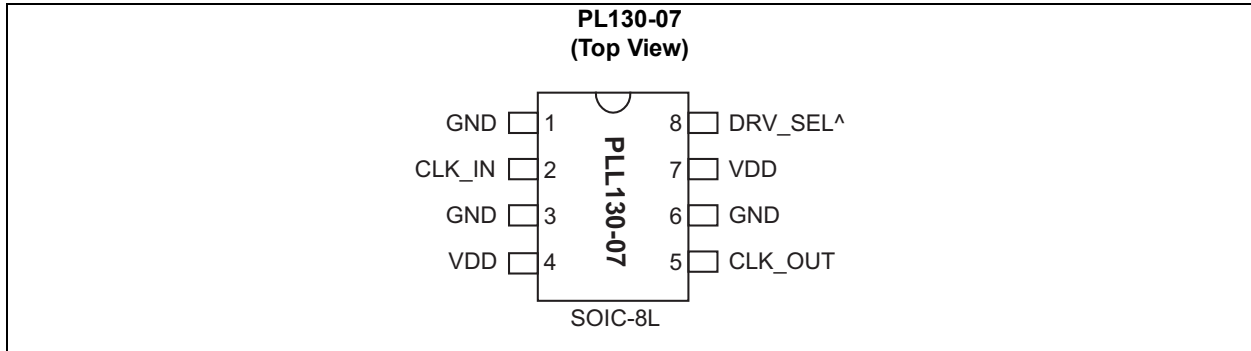 PL130-07
(Top View)
GND 1 8 DRV_SEL^
CLK_IN 2 7 VDD
GND 3 6 GND
VDD 4 5 CLK_OUT
PLL130-07
SOIC-8L